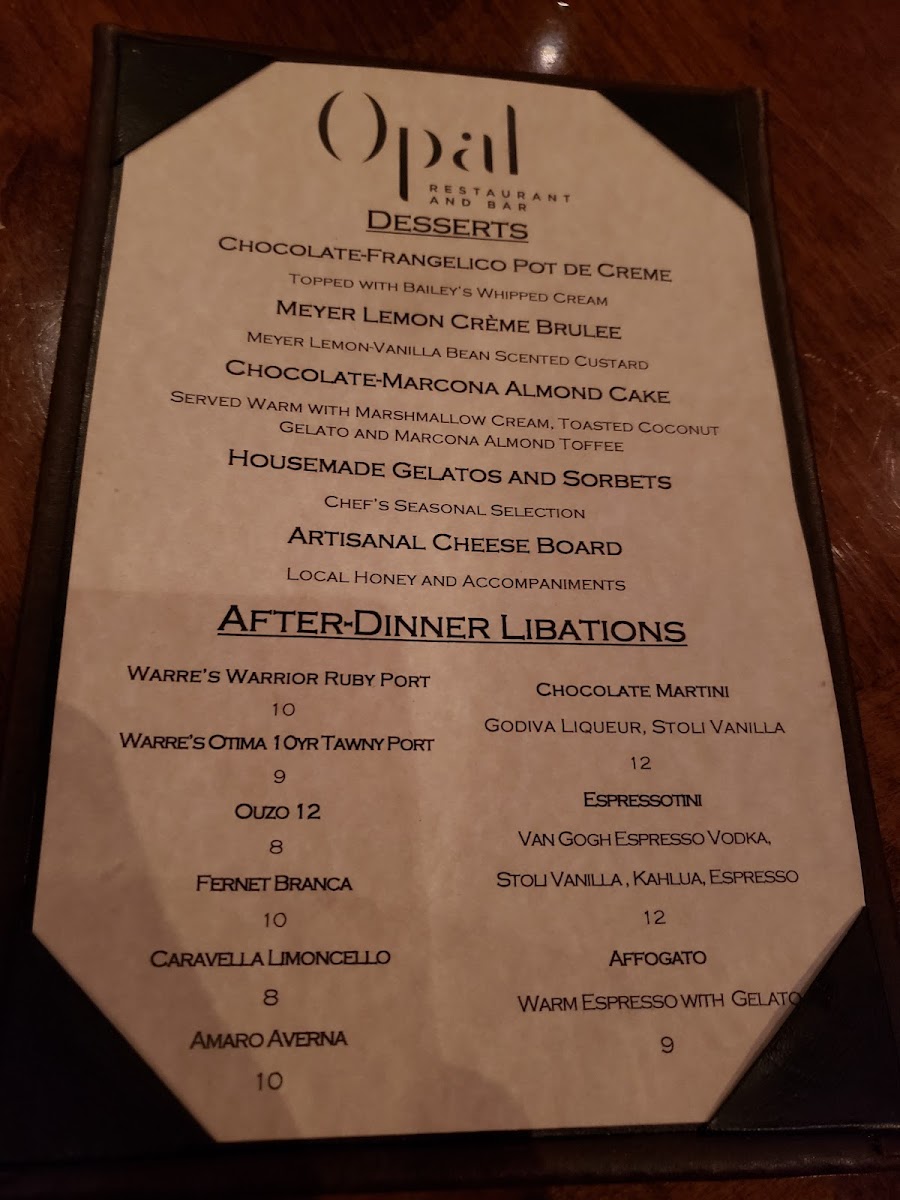 Opal
RESTAURANT
AND BAR
DESSERTS
CHOCOLATE-FRANGELICO POT DE CREME
TOPPED WITH BAILEY'S WHIPPED CREAM
MEYER LEMON CRÈME BRULEE
MEYER LEMON-VANILLA BEAN SCENTED CUSTARD
CHOCOLATE-MARCONA ALMOND CAKE
SERVED WARM WITH MARSHMALLOW CREAM, TOASTED COCONUT
GELATO AND MARCONA ALMOND TOFFEE
HOUSEMADE GELATOS AND SORBETS
CHEF'S SEASONAL SELECTION
ARTISANAL CHEESE BOARD
LOCAL HONEY AND ACCOMPANIMENTS
AFTER-DINNER LIBATIONS
WARRE'S WARRIOR RUBY PORT
10
WARRE'S OTIMA 10YR TAWNY PORT
9
OUZO 12
8
FERNET BRANCA
10
CARAVELLA LIMONCELLO
8
AMARO AVERNA
10
CHOCOLATE MARTINI
GODIVA LIQUEUR, STOLI VANILLA
12
ESPRESSOTINI
VAN GOGH ESPRESSO VODKA,
STOLI VANILLA, KAHLUA, ESPRESSO
12
AFFOGATO
WARM ESPRESSO WITH GELATO
9